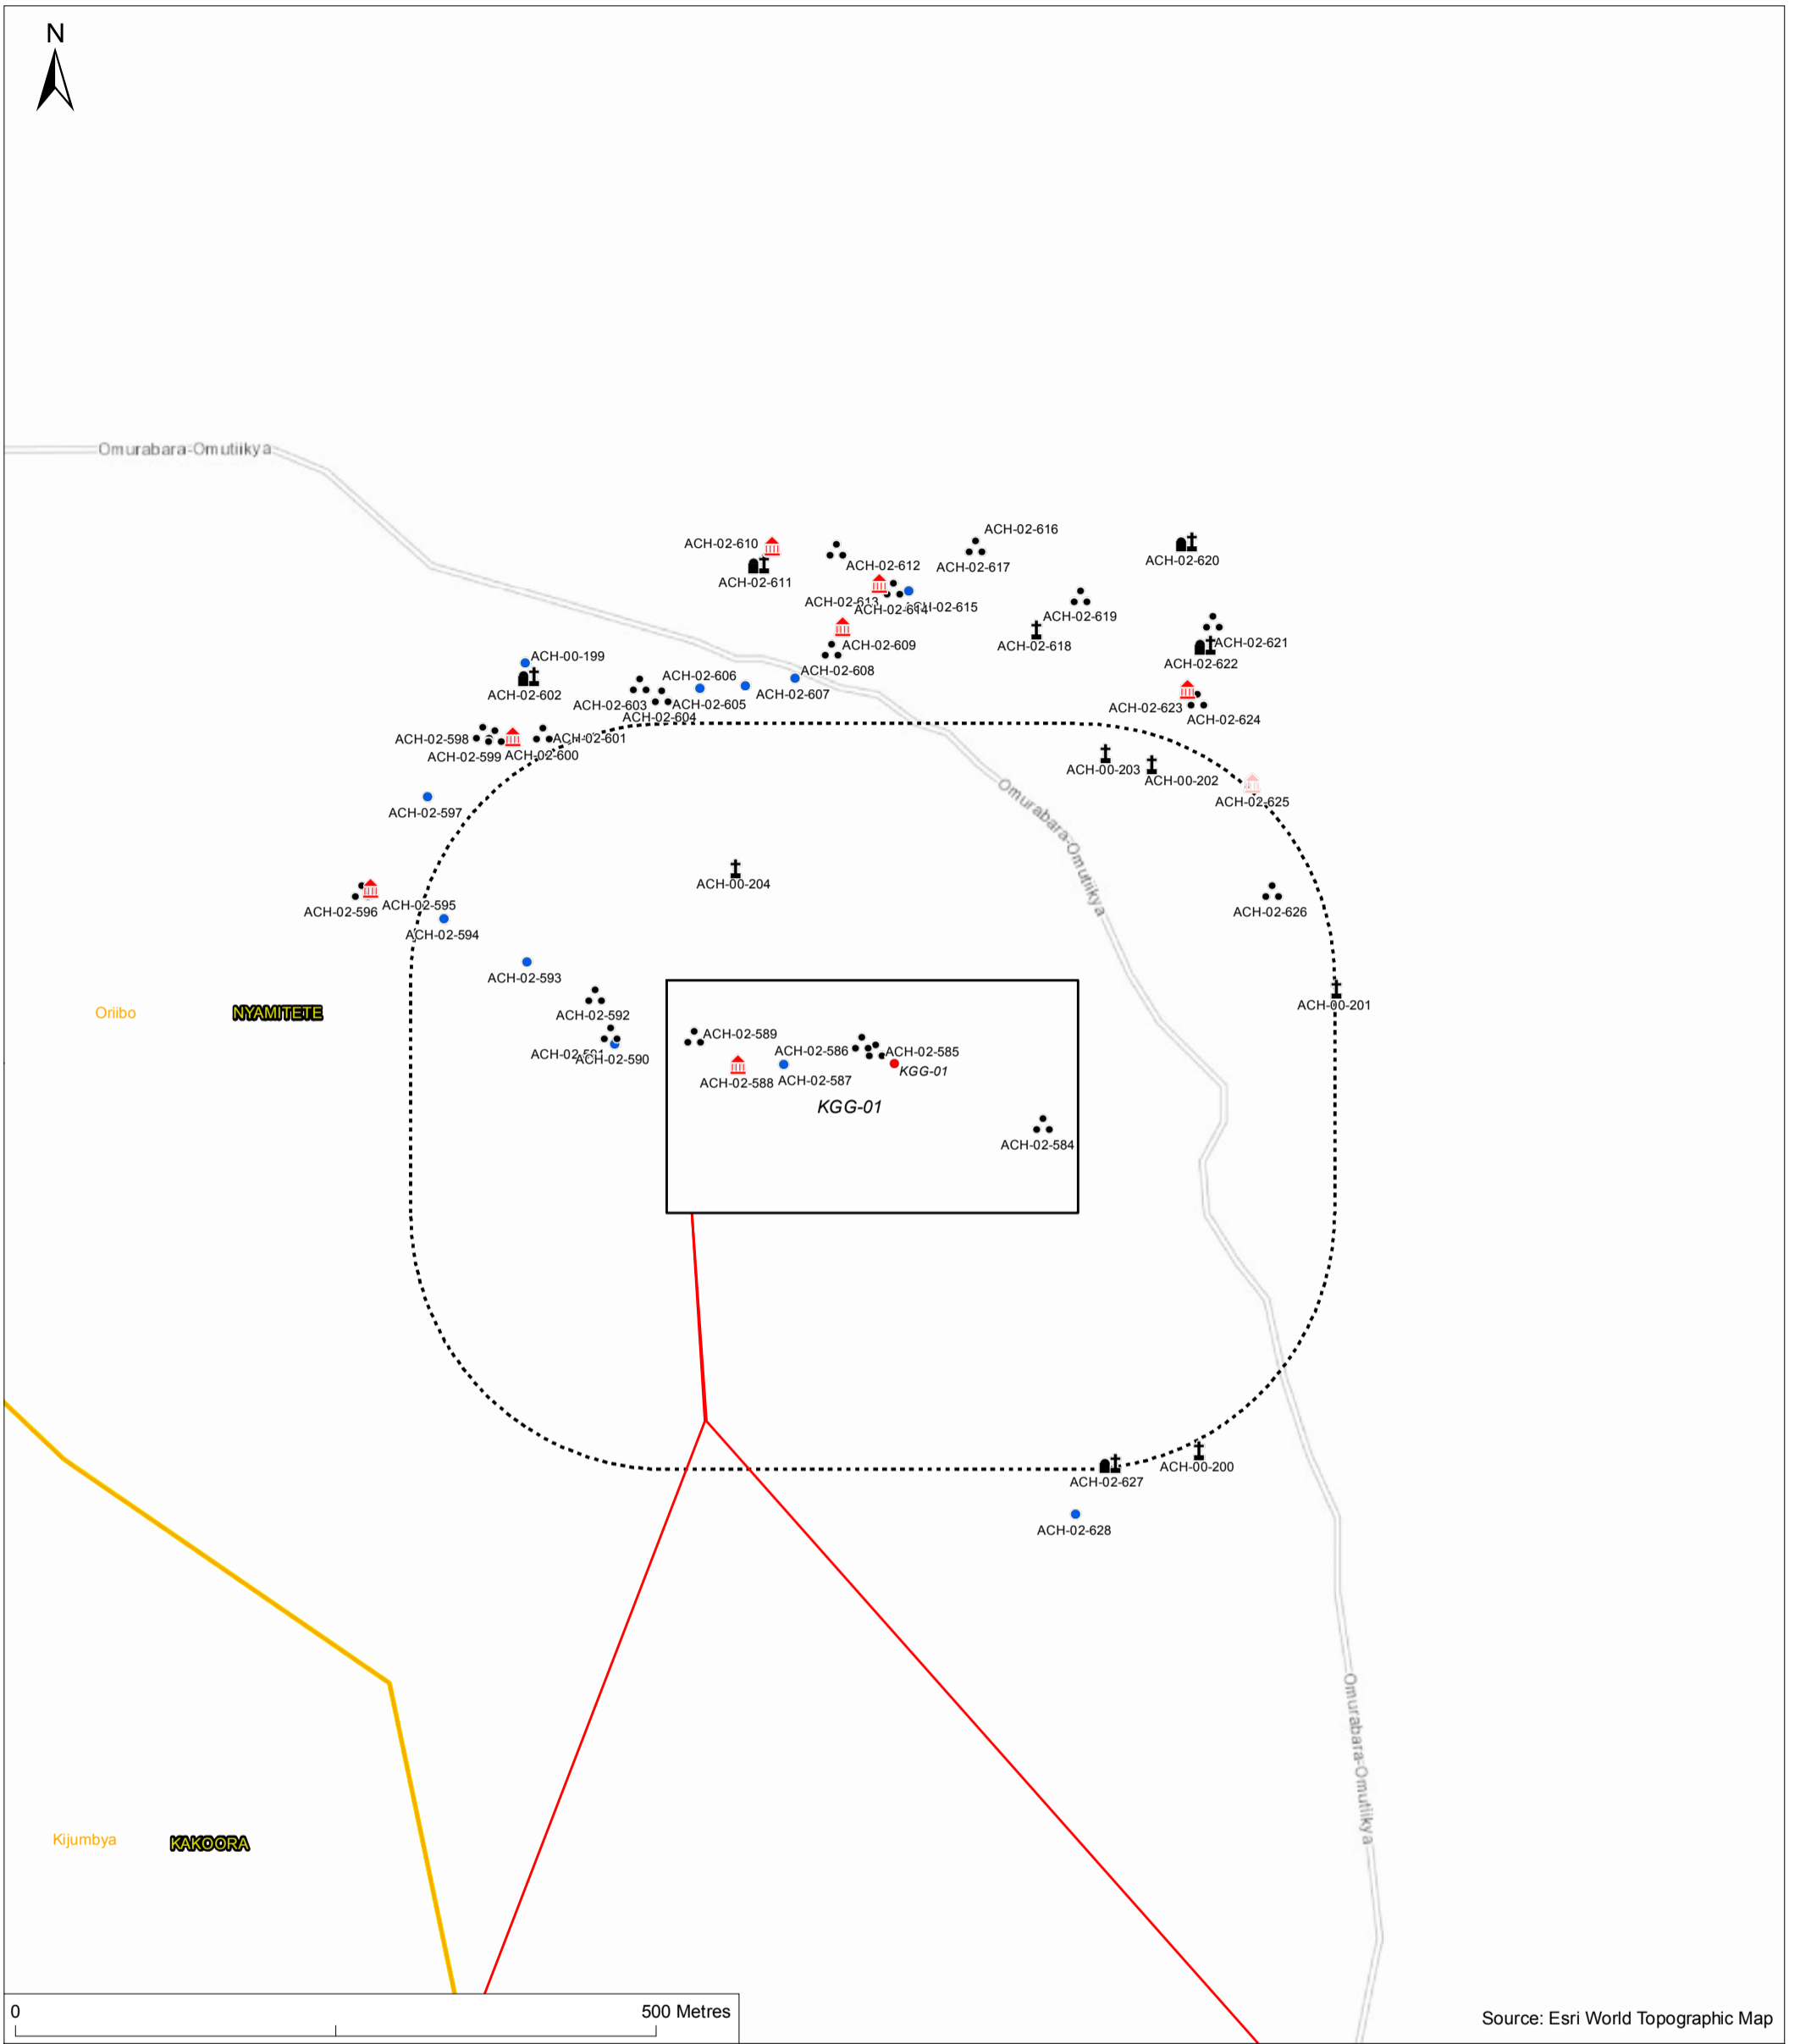 N
Omurabara-Omutiikya
ACH-02-616
ACH-02-610
ACH-02-620
ACH-02-612
ACH-02-617
ACH-02-611
ACH-02-613
ACH-02-614
ACH-02-615
ACH-02-619
ACH-02-618
ACH-02-609
ACH-02-621
ACH-00-199
ACH-02-622
ACH-02-608
ACH-02-606
ACH-02-602
ACH-02-607
ACH-02-603
ACH-02-605
ACH-02-623
ACH-02-604
ACH-02-624
ACH-02-598
ACH-02-601
ACH-02-599
ACH-02-600
ACH-00-203
ACH-00-202
Omurabara-Omutiikya
ACH-02-625
ACH-02-597
ACH-00-204
ACH-02-595
ACH-02-596
ACH-02-626
ACH-02-594
ACH-02-593
ACH-00-201
Oriibo
NYAMITETE
ACH-02-592
ACH-02-589
ACH-02-586
ACH-02-585
ACH-02-591
ACH-02-590
KGG-01
ACH-02-588
ACH-02-587
KGG-01
ACH-02-584
ACH-00-200
ACH-02-627
ACH-02-628
Omurabara-Omutiikya
Kijumbya
KAKOORA
0
500 Metres
Source: Esri World Topographic Map